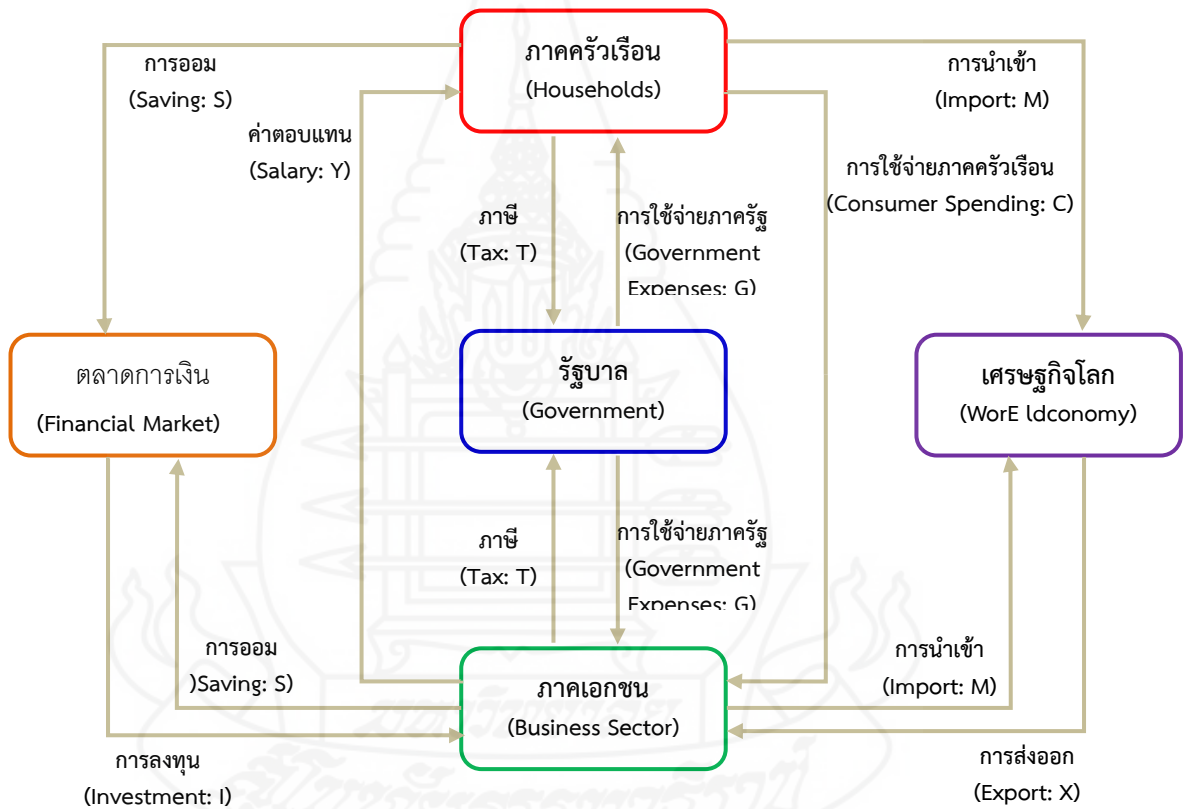 ภาคครัวเรือน
(Households)
การออม
(Saving: S)
การนำเข้า
(Import: M)
ค่าตอบแทน
(Salary: Y)
การใช้จ่ายภาคครัวเรือน
(Consumer Spending: C)
ภาษี
(Tax: T)
การใช้จ่ายภาครัฐ
(Government
Expenses: G)
ตลาดการเงิน
(Financial Market)
รัฐบาล
(Government)
เศรษฐกิจโลก
(WorE ldconomy)
ภาษี
(Tax: T)
การใช้จ่ายภาครัฐ
(Government
Expenses: G)
การออม
)Saving: S)
ภาคเอกชน
(Business Sector)
การนำเข้า
(Import: M)
การลงทุน
(Investment: I)
การส่งออก
(Export: X)